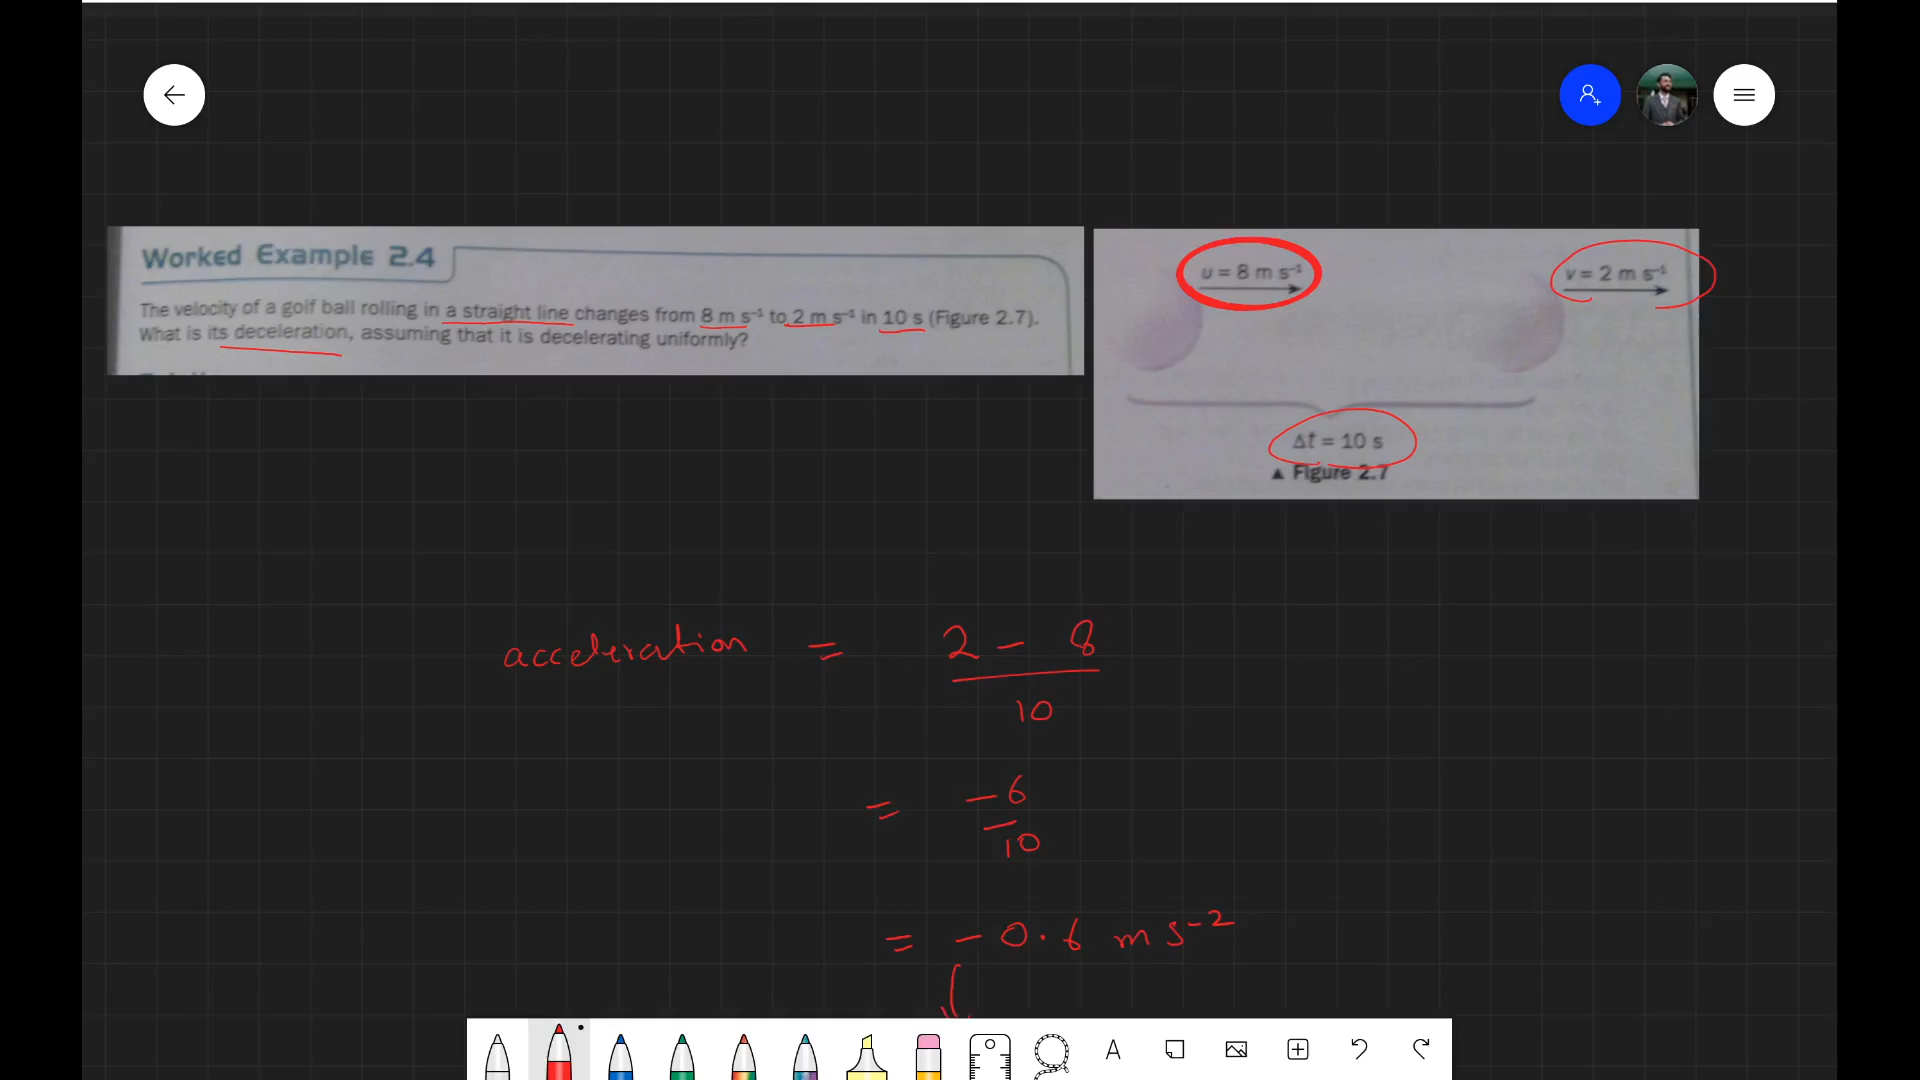 Worked Example 2.4
The velocity of a golf ball rolling in a straight line changes from 8 m s⁻¹ to 2 m s⁻¹ in 10 s (Figure 2.7).
What is its deceleration, assuming that it is decelerating uniformly?
u = 8 m s⁻¹
v = 2 m s⁻¹
Δt = 10 s
▲ Figure 2.7
acceleration = 2 - 8
10
= -6
10
= -0.6 m s⁻²
A